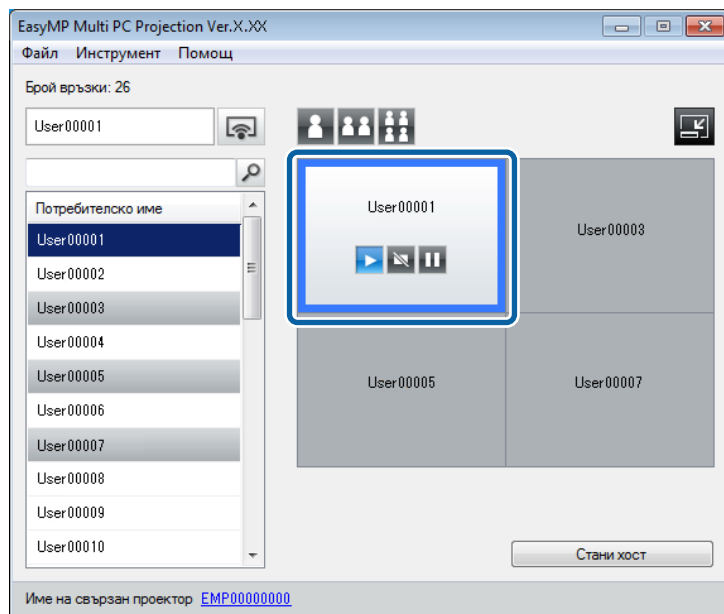 EasyMP Multi PC Projection Ver.X.XX
Файл Инструмент Помощ
Брой връзки: 26
User00001
Потребителско име
User00001
User00002
User00003
User00004
User00005
User00006
User00007
User00008
User00009
User00010
User00001
User00003
User00005
User00007
Стани хост
Име на свързан проектор EMP00000000